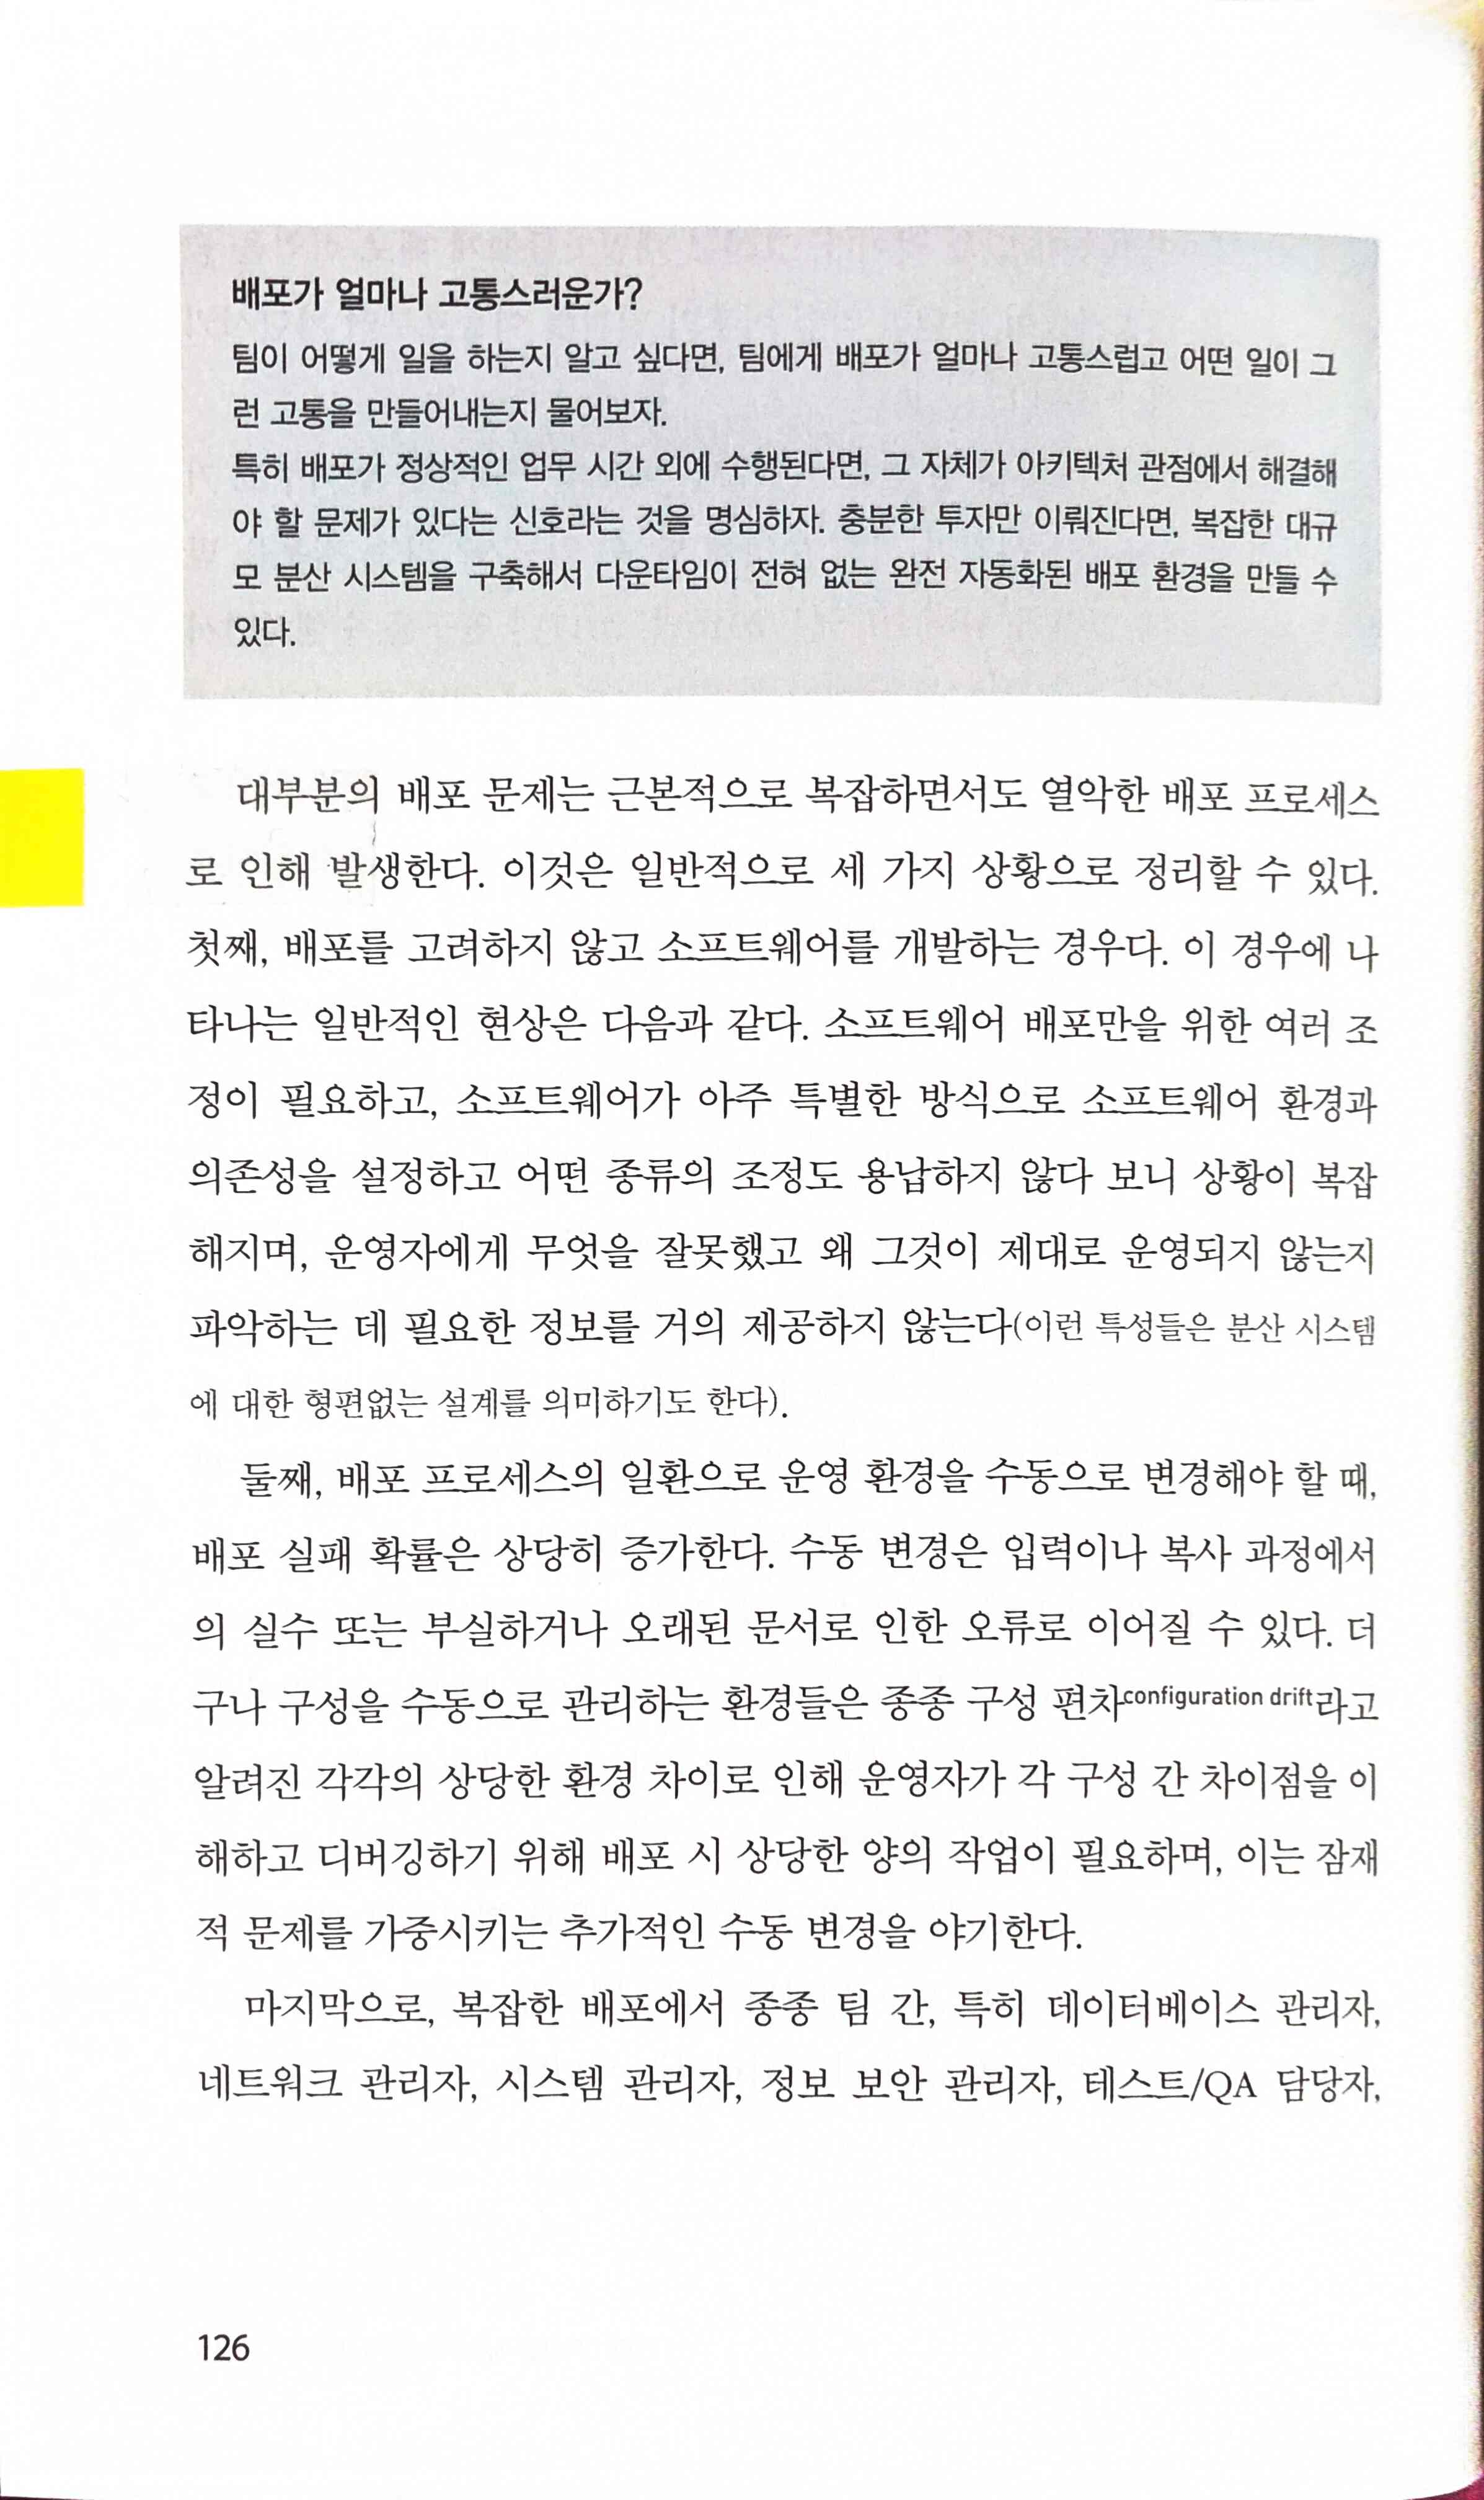 배포가 얼마나 고통스러운가?
팀이 어떻게 일을 하는지 알고 싶다면, 팀에게 배포가 얼마나 고통스럽고 어떤 일이 그
런 고통을 만들어내는지 물어보자.
특히 배포가 정상적인 업무 시간 외에 수행된다면, 그 자체가 아키텍처 관점에서 해결해
야 할 문제가 있다는 신호라는 것을 명심하자. 충분한 투자만 이뤄진다면, 복잡한 대규
모 분산 시스템을 구축해서 다운타임이 전혀 없는 완전 자동화된 배포 환경을 만들 수
있다.
대부분의 배포 문제는 근본적으로 복잡하면서도 열악한 배포 프로세스
로 인해 발생한다. 이것은 일반적으로 세 가지 상황으로 정리할 수 있다.
첫째, 배포를 고려하지 않고 소프트웨어를 개발하는 경우다. 이 경우에 나
타나는 일반적인 현상은 다음과 같다. 소프트웨어 배포만을 위한 여러 조
정이 필요하고, 소프트웨어가 아주 특별한 방식으로 소프트웨어 환경과
의존성을 설정하고 어떤 종류의 조정도 용납하지 않다 보니 상황이 복잡
해지며, 운영자에게 무엇을 잘못했고 왜 그것이 제대로 운영되지 않는지
파악하는 데 필요한 정보를 거의 제공하지 않는다(이런 특성들은 분산 시스템
에 대한 형편없는 설계를 의미하기도 한다).
둘째, 배포 프로세스의 일환으로 운영 환경을 수동으로 변경해야 할 때,
배포 실패 확률은 상당히 증가한다. 수동 변경은 입력이나 복사 과정에서
의 실수 또는 부실하거나 오래된 문서로 인한 오류로 이어질 수 있다. 더
구나 구성을 수동으로 관리하는 환경들은 종종 구성 편차configuration drift라고
알려진 각각의 상당한 환경 차이로 인해 운영자가 각 구성 간 차이점을 이
해하고 디버깅하기 위해 배포 시 상당한 양의 작업이 필요하며, 이는 잠재
적 문제를 가중시키는 추가적인 수동 변경을 야기한다.
마지막으로, 복잡한 배포에서 종종 팀 간, 특히 데이터베이스 관리자,
네트워크 관리자, 시스템 관리자, 정보 보안 관리자, 테스트/QA 담당자,
126